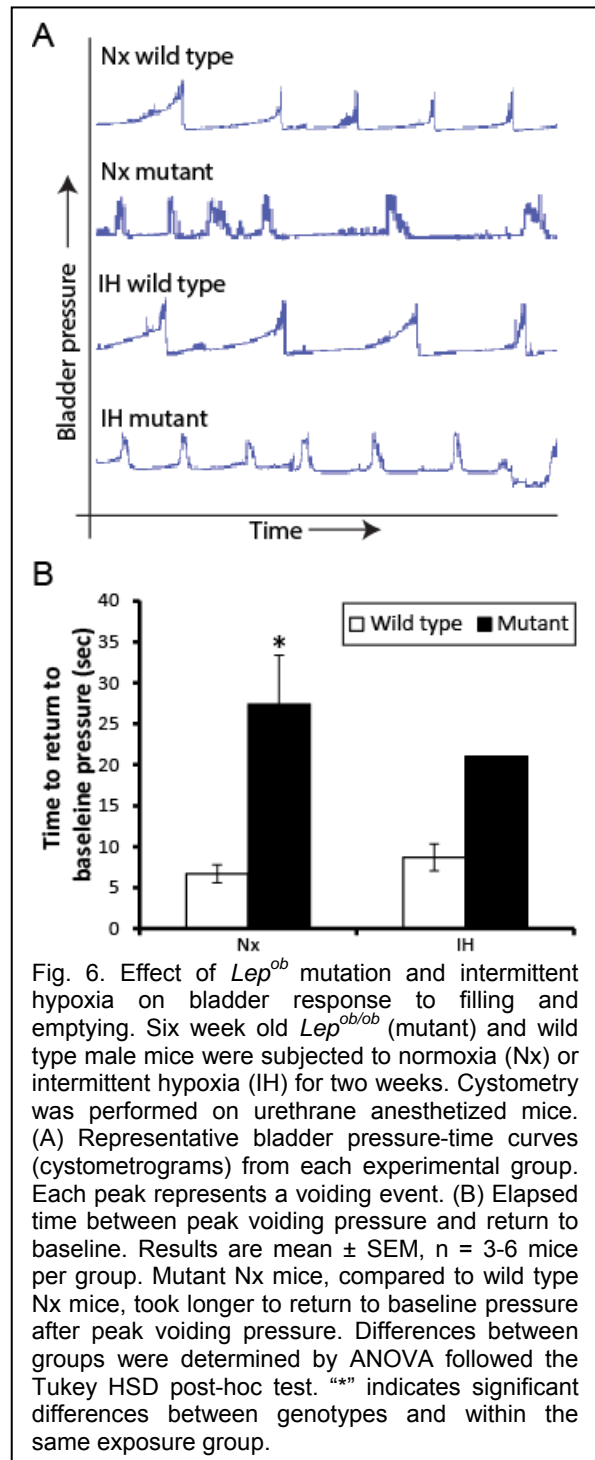 A
Nx wild type
Nx mutant
IH wild type
IH mutant
Bladder pressure
Time
B
40
35
30
25
20
15
10
5
0
Time to return to
baseleine pressure (sec)
Wild type
Mutant
*
Nx
IH
Fig. 6. Effect of Lep^ob mutation and intermittent
hypoxia on bladder response to filling and
emptying. Six week old Lep^ob/ob (mutant) and wild
type male mice were subjected to normoxia (Nx) or
intermittent hypoxia (IH) for two weeks. Cystometry
was performed on urethane anesthetized mice.
(A) Representative bladder pressure-time curves
(cystometrograms) from each experimental group.
Each peak represents a voiding event. (B) Elapsed
time between peak voiding pressure and return to
baseline. Results are mean ± SEM, n = 3-6 mice
per group. Mutant Nx mice, compared to wild type
Nx mice, took longer to return to baseline pressure
after peak voiding pressure. Differences between
groups were determined by ANOVA followed the
Tukey HSD post-hoc test. “*” indicates significant
differences between genotypes and within the
same exposure group.